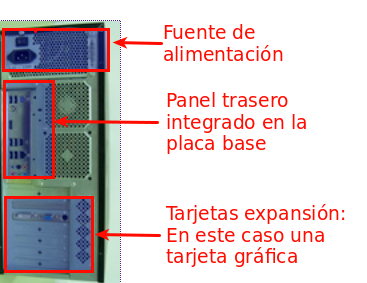 Fuente de
alimentación
Panel trasero
integrado en la
placa base
Tarjetas expansión:
En este caso una
tarjeta gráfica